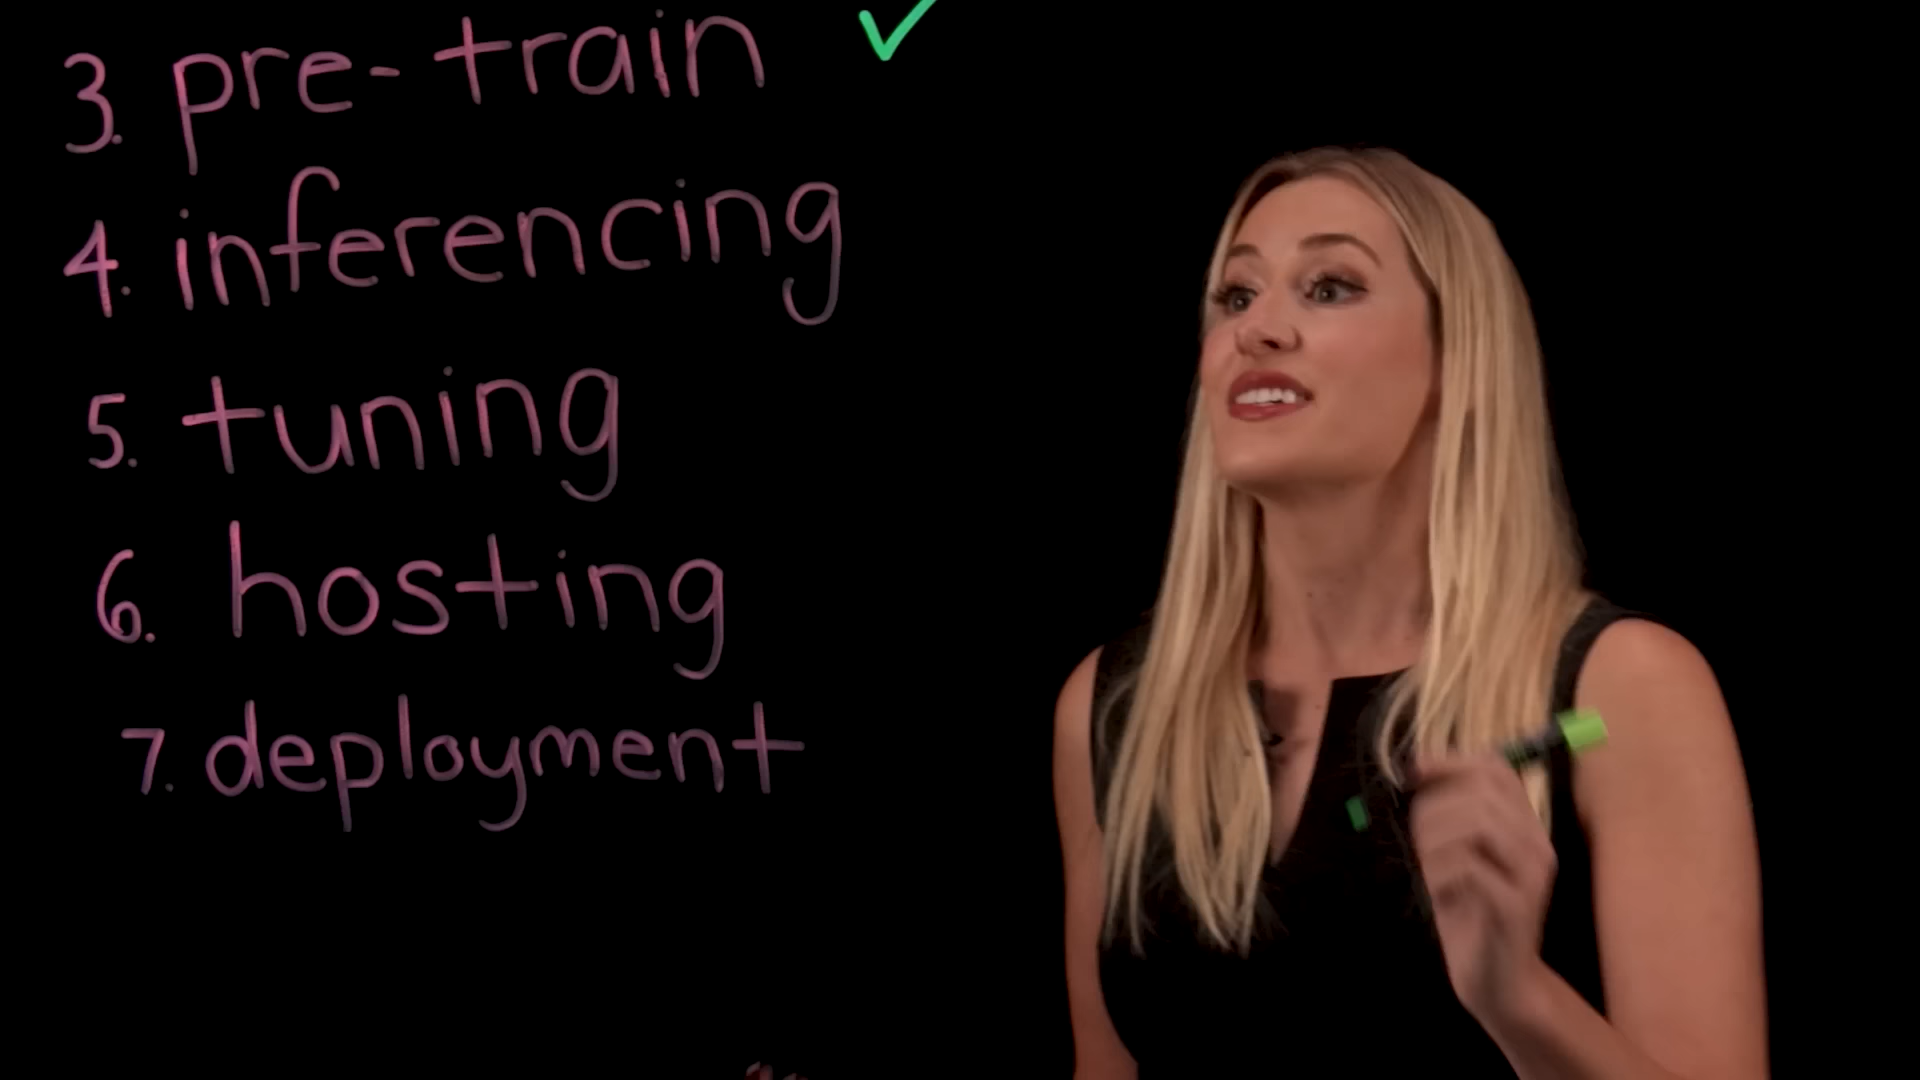 3. pre-train ✓
4. inferencing
5. tuning
6. hosting
7. deployment